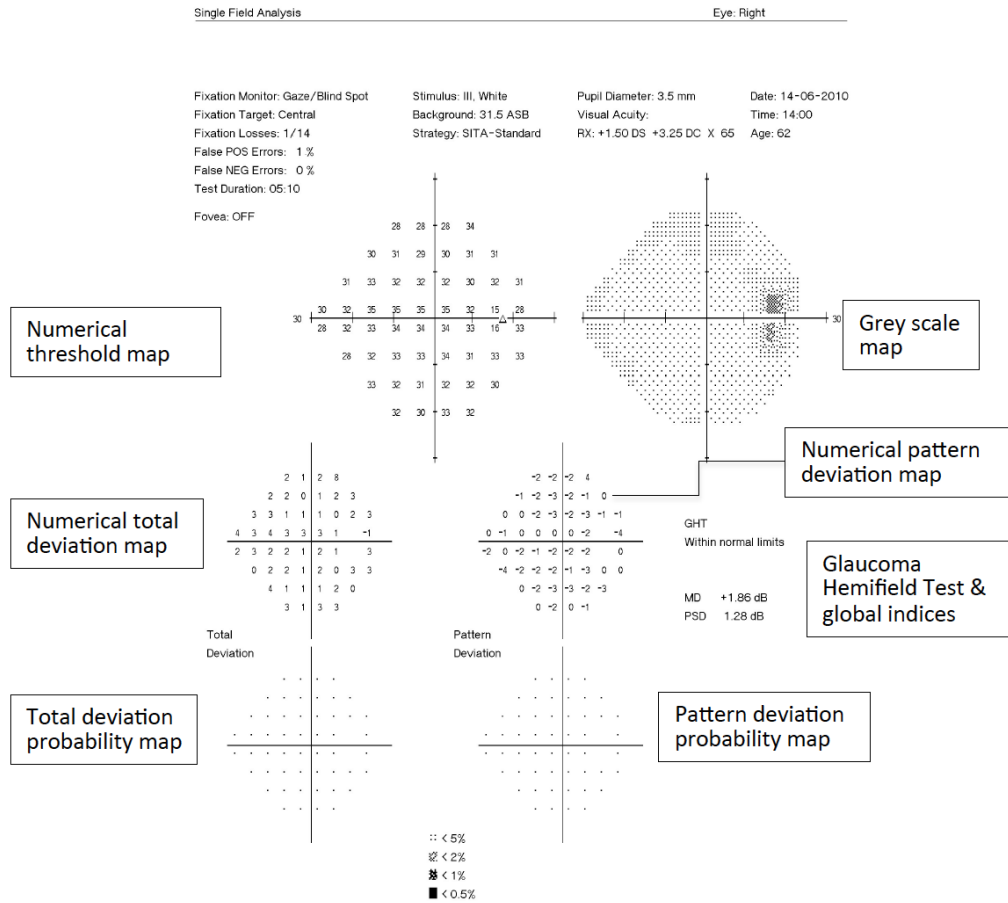 Single Field Analysis Eye: Right
Fixation Monitor: Gaze/Blind Spot Stimulus: III, White Pupil Diameter: 3.5 mm Date: 14-06-2010
Fixation Target: Central Background: 31.5 ASB Visual Acuity: Time: 14:00
Fixation Losses: 1/14 Strategy: SITA-Standard RX: +1.50 DS +3.25 DC X 65 Age: 62
False POS Errors: 1 %
False NEG Errors: 0 %
Test Duration: 05:10
Fovea: OFF
28 28 28 34
30 31 29 30 31 31
31 33 32 32 32 30 32 31
30 32 35 35 35 35 32 15 28
30 30
28 32 33 34 34 34 33 16 33
28 32 33 33 34 31 33 33
33 32 31 32 32 30
32 30 33 32
Numerical
threshold map
Grey scale
map
Numerical pattern
deviation map
2 1 2 8
2 2 0 1 2 3
3 3 1 1 1 0 2 3
4 3 4 3 3 3 1 -1
2 3 2 2 1 2 1 3
0 2 2 1 2 0 3 3
4 1 1 1 2 0
3 1 3 3
-2 -2 -2 4
-1 -2 -3 -2 -1 0
0 0 -2 -3 -2 -3 -1 -1
0 -1 0 0 0 0 -2 -4
-2 0 -2 -1 -2 -2 -2 0
-4 -2 -2 -2 -1 -3 0 0
0 -2 -3 -2 -2 -3
0 -2 0 -1
Numerical total
deviation map
GHT
Within normal limits
MD +1.86 dB
PSD 1.28 dB
Glaucoma
Hemifield Test &
global indices
Total
Deviation
Pattern
Deviation
Total deviation
probability map
Pattern deviation
probability map
< 5%
< 2%
< 1%
< 0.5%